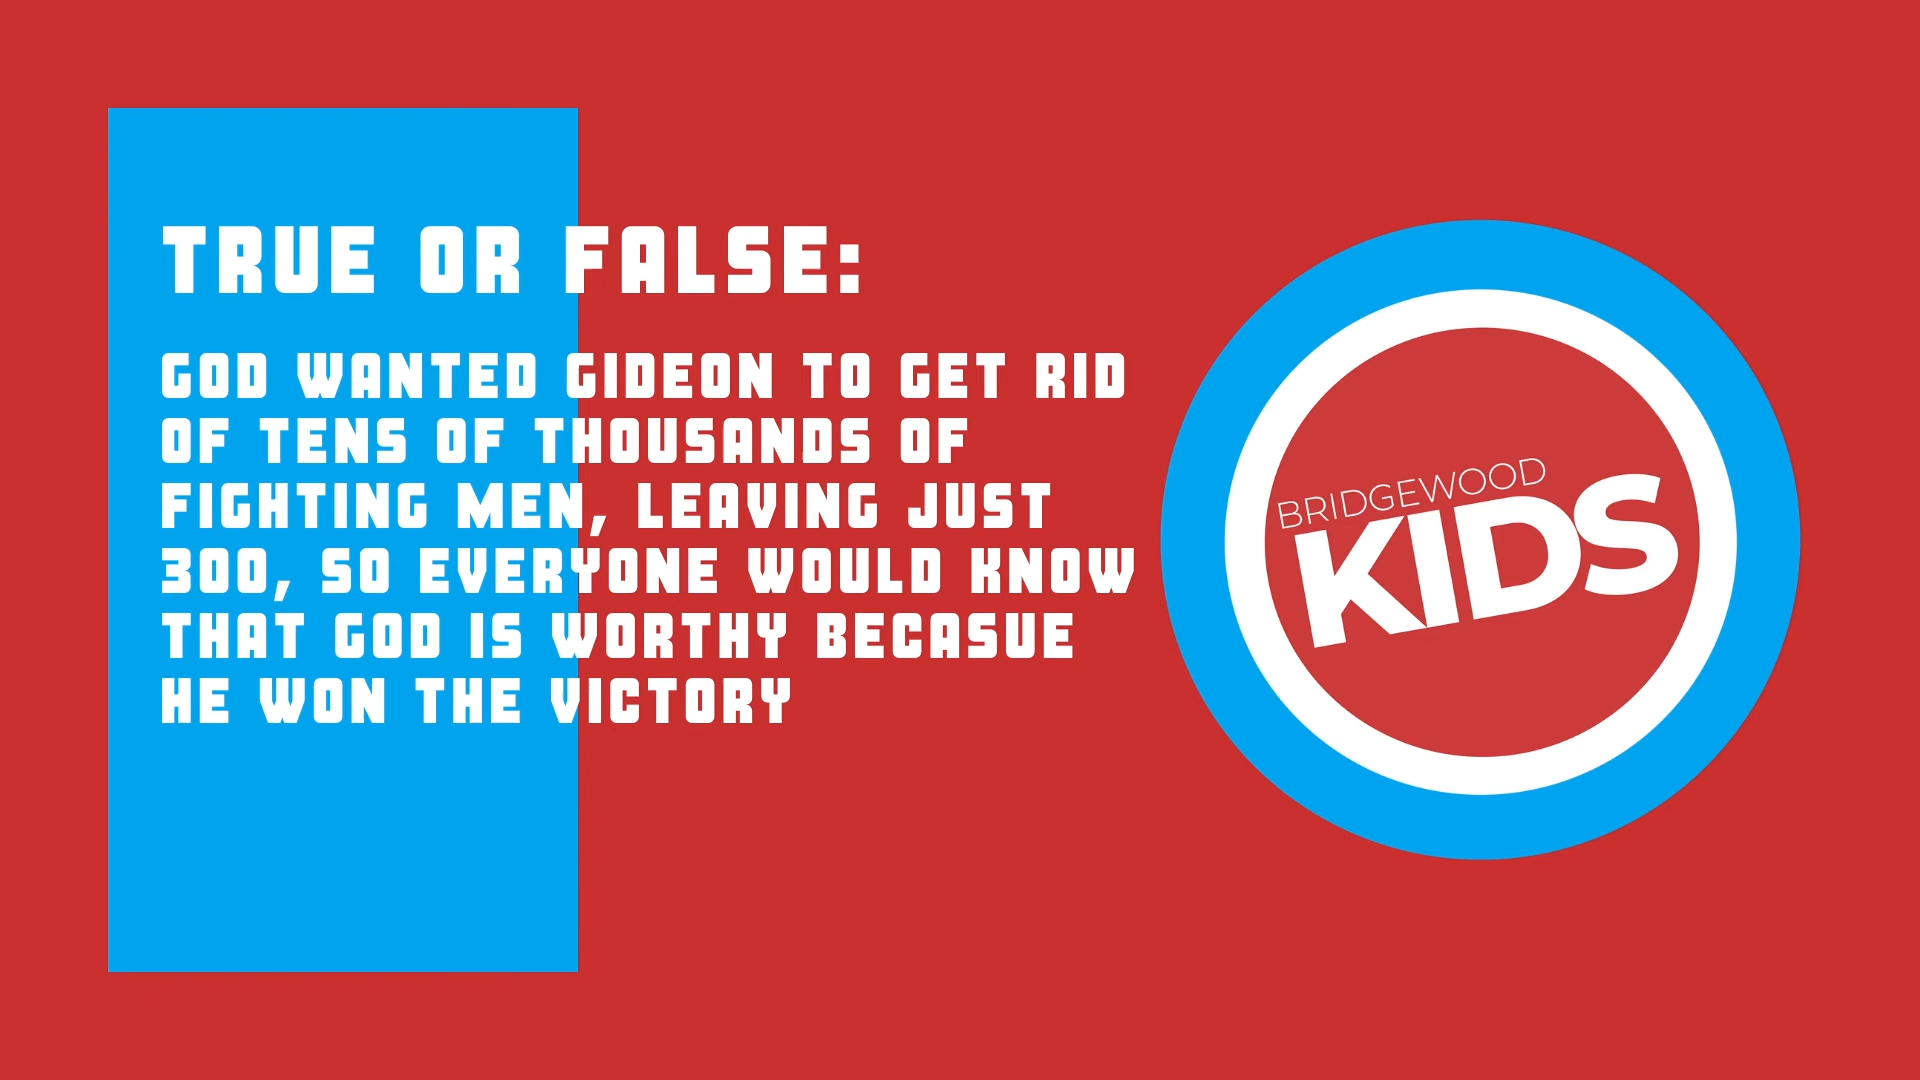 TRUE OR FALSE:
GOD WANTED GIDEON TO GET RID
OF TENS OF THOUSANDS OF
FIGHTING MEN, LEAVING JUST
300, SO EVERYONE WOULD KNOW
THAT GOD IS WORTHY BECASUE
HE WON THE VICTORY
BRIDGEWOOD
KIDS